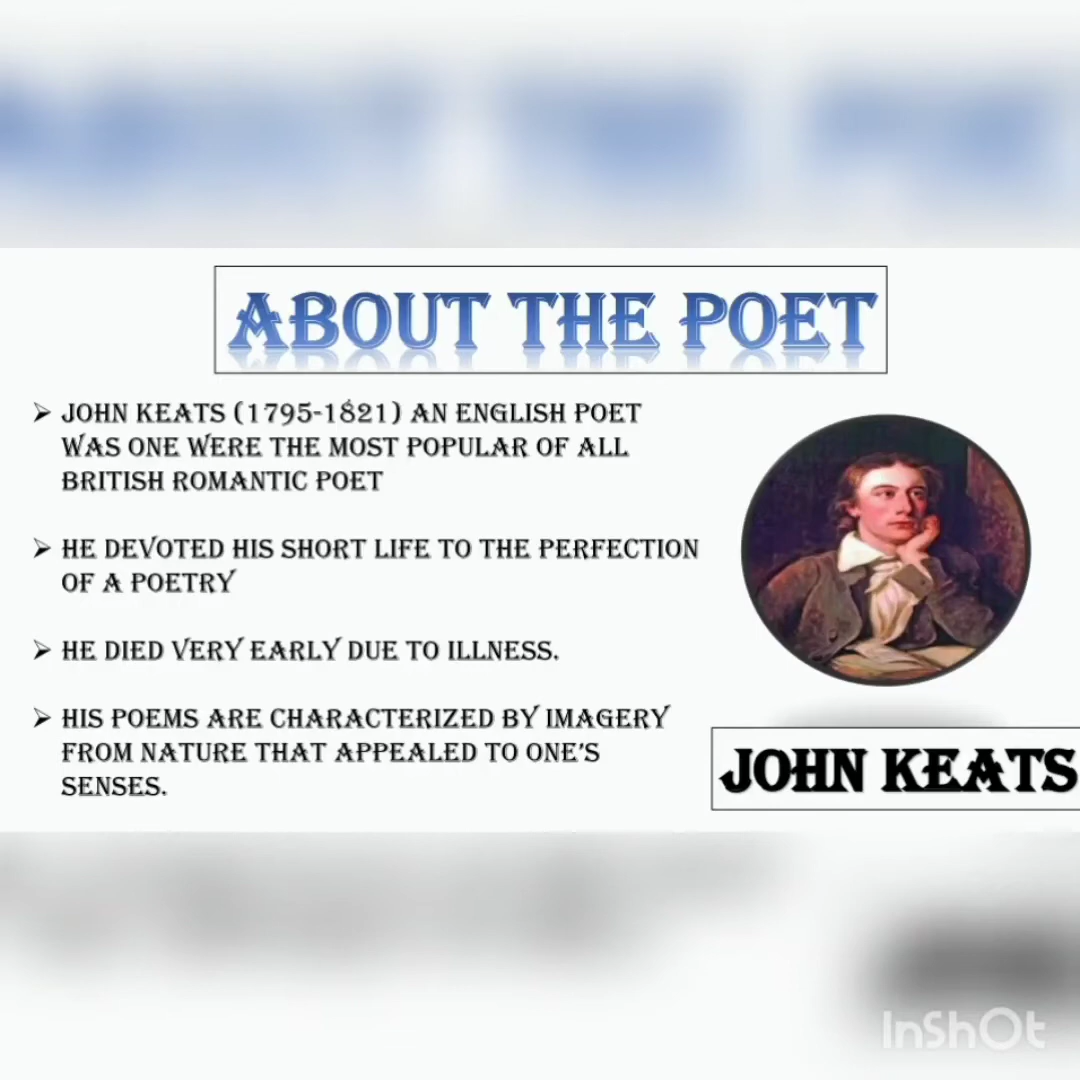 ABOUT THE POET
➢ JOHN KEATS (1795-1821) AN ENGLISH POET
WAS ONE WERE THE MOST POPULAR OF ALL
BRITISH ROMANTIC POET
➢ HE DEVOTED HIS SHORT LIFE TO THE PERFECTION
OF A POETRY
➢ HE DIED VERY EARLY DUE TO ILLNESS.
➢ HIS POEMS ARE CHARACTERIZED BY IMAGERY
FROM NATURE THAT APPEALED TO ONE'S
SENSES.
JOHN KEATS
InShOt